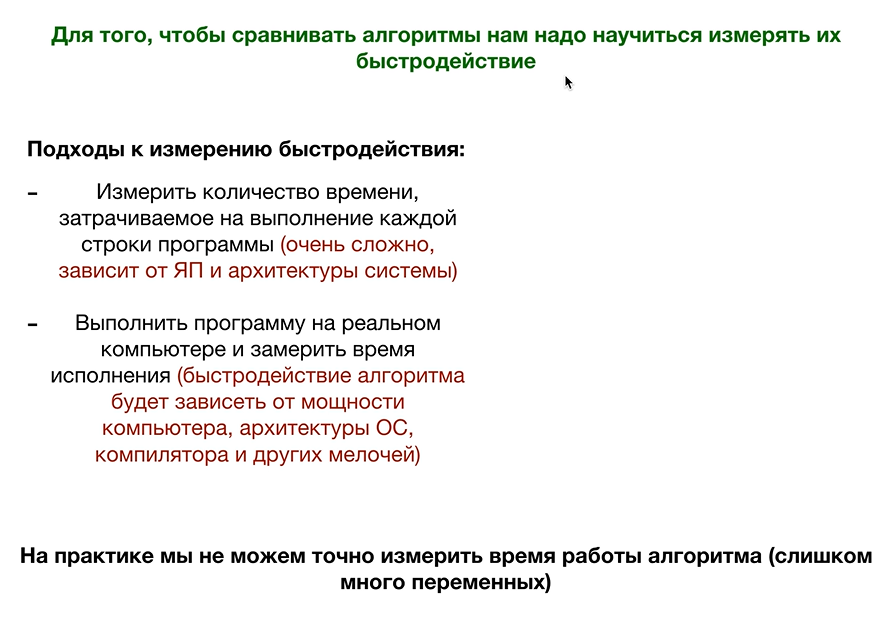 Для того, чтобы сравнивать алгоритмы нам надо научиться измерять их
быстродействие
Подходы к измерению быстродействия:
– Измерить количество времени,
затрачиваемое на выполнение каждой
строки программы (очень сложно,
зависит от ЯП и архитектуры системы)
– Выполнить программу на реальном
компьютере и замерить время
исполнения (быстродействие алгоритма
будет зависеть от мощности
компьютера, архитектуры ОС,
компилятора и других мелочей)
На практике мы не можем точно измерить время работы алгоритма (слишком
много переменных)